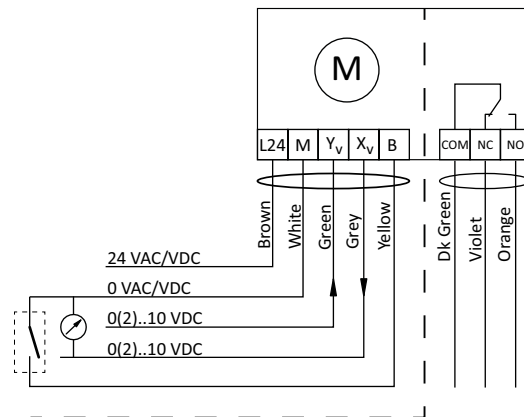 M
L24 M Yv Xv B COM NC NO
Brown White Green Grey Yellow Dk Green Violet Orange
24 VAC/VDC
0 VAC/VDC
0(2)..10 VDC
0(2)..10 VDC